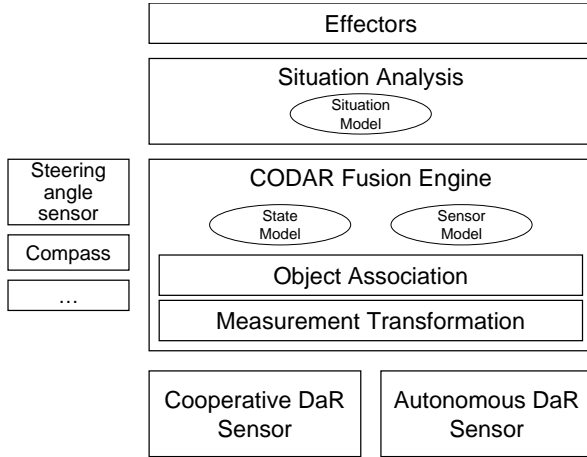 Effectors
Situation Analysis
Situation
Model
Steering
angle
sensor
Compass
…
CODAR Fusion Engine
State
Model
Sensor
Model
Object Association
Measurement Transformation
Cooperative DaR
Sensor
Autonomous DaR
Sensor